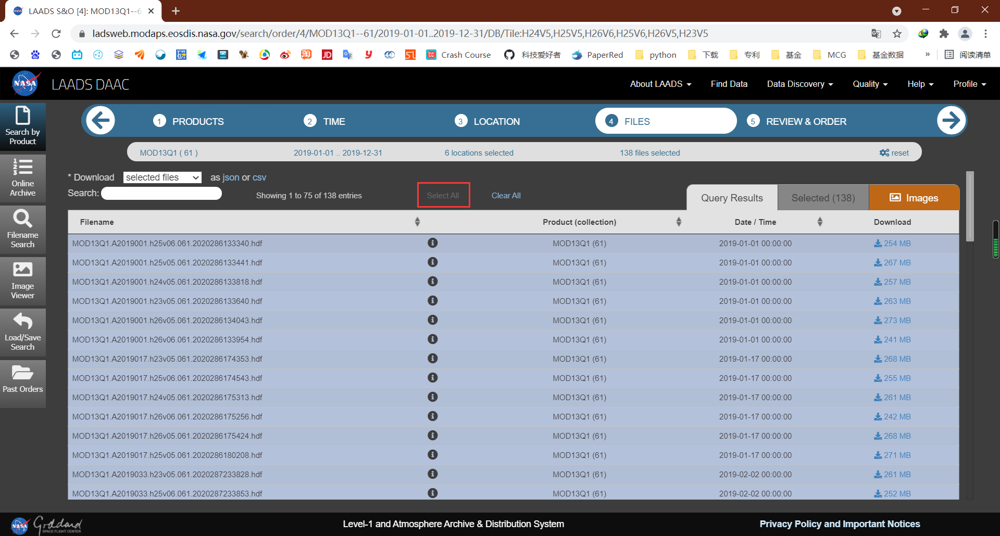 LAADS S&O [4]: MOD13Q1--6
ladsweb.modaps.eosdis.nasa.gov/search/order/4/MOD13Q1--61/2019-01-01..2019-12-31/DB/Tile:H24V5,H25V5,H26V6,H25V6,H26V5,H23V5
Crash Course 科技爱好者 PaperRed python 下载 专利 基金 MCG 基金数据 » 阅读清单
NASA LAADS DAAC About LAADS Find Data Data Discovery Quality Help Profile
1 PRODUCTS 2 TIME 3 LOCATION 4 FILES 5 REVIEW & ORDER
MOD13Q1 ( 61 ) 2019-01-01 .. 2019-12-31 6 locations selected 138 files selected reset
Search by Product
Online Archive
Filename Search
Image Viewer
Load/Save Search
Past Orders
* Download selected files as json or csv
Search: Showing 1 to 75 of 138 entries Select All Clear All Query Results Selected (138) Images
Filename Product (collection) Date / Time Download
MOD13Q1.A2019001.h25v06.061.2020286133340.hdf MOD13Q1 (61) 2019-01-01 00:00:00 254 MB
MOD13Q1.A2019001.h25v05.061.2020286133441.hdf MOD13Q1 (61) 2019-01-01 00:00:00 267 MB
MOD13Q1.A2019001.h24v05.061.2020286133818.hdf MOD13Q1 (61) 2019-01-01 00:00:00 257 MB
MOD13Q1.A2019001.h23v05.061.2020286133640.hdf MOD13Q1 (61) 2019-01-01 00:00:00 263 MB
MOD13Q1.A2019001.h26v05.061.2020286134043.hdf MOD13Q1 (61) 2019-01-01 00:00:00 273 MB
MOD13Q1.A2019001.h26v06.061.2020286133954.hdf MOD13Q1 (61) 2019-01-01 00:00:00 241 MB
MOD13Q1.A2019017.h23v05.061.2020286174353.hdf MOD13Q1 (61) 2019-01-17 00:00:00 268 MB
MOD13Q1.A2019017.h25v06.061.2020286174543.hdf MOD13Q1 (61) 2019-01-17 00:00:00 255 MB
MOD13Q1.A2019017.h24v05.061.2020286175313.hdf MOD13Q1 (61) 2019-01-17 00:00:00 261 MB
MOD13Q1.A2019017.h26v06.061.2020286175256.hdf MOD13Q1 (61) 2019-01-17 00:00:00 242 MB
MOD13Q1.A2019017.h26v05.061.2020286175424.hdf MOD13Q1 (61) 2019-01-17 00:00:00 268 MB
MOD13Q1.A2019017.h25v05.061.2020286180208.hdf MOD13Q1 (61) 2019-01-17 00:00:00 271 MB
MOD13Q1.A2019033.h23v05.061.2020287233828.hdf MOD13Q1 (61) 2019-02-02 00:00:00 261 MB
MOD13Q1.A2019033.h25v06.061.2020287233853.hdf MOD13Q1 (61) 2019-02-02 00:00:00 252 MB
NASA Goddard SPACE FLIGHT CENTER Level-1 and Atmosphere Archive & Distribution System Privacy Policy and Important Notices